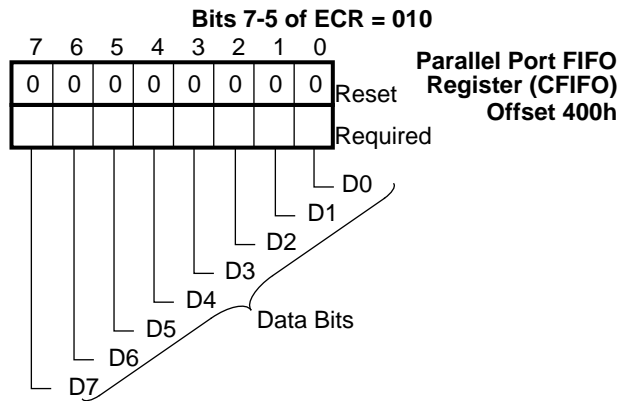 Bits 7-5 of ECR = 010
7 6 5 4 3 2 1 0
Parallel Port FIFO
Register (CFIFO)
Offset 400h
0 0 0 0 0 0 0 0 Reset
Required
D0
D1
D2
D3
D4
D5
D6
D7
Data Bits